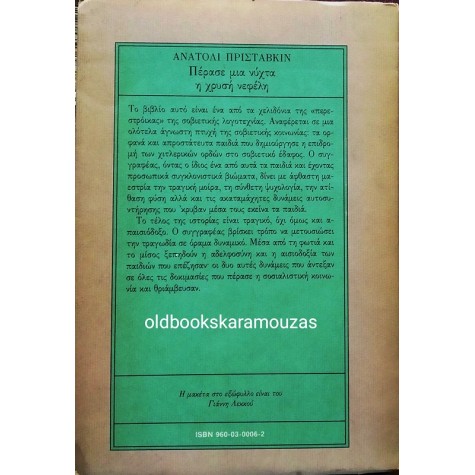 ΑΝΑΤΟΛΙ ΠΡΙΣΤΑΒΚΙΝ
Πέρασε μια νύχτα
η χρυσή νεφέλη
Το βιβλίο αυτό είναι ένα από τα χελιδόνια της «περε-
στρόικας» της σοβιετικής λογοτεχνίας. Αναφέρεται σε μια
ολότελα άγνωστη πτυχή της σοβιετικής κοινωνίας: τα ορ-
φανά και απροστάτευτα παιδιά που δημιούργησε η επιδρο-
μή των χιτλερικών ορδών στο σοβιετικό έδαφος. Ο συγ-
γραφέας, όντας ο ίδιος ένα από αυτά τα παιδιά και έχοντας
προσωπικά συγκλονιστικά βιώματα, δίνει με άφθαστη μα-
εστρία την τραγική μοίρα, τη σύνθετη ψυχολογία, την ατί-
θαση φύση αλλά και τις ακαταμάχητες δυνάμεις αυτοσυ-
ντήρησης που 'κρυβαν μέσα τους εκείνα τα παιδιά.
Το τέλος της ιστορίας είναι τραγικό, όχι όμως και α-
παισιόδοξο. Ο συγγραφέας βρίσκει τρόπο να μετουσιώσει
την τραγωδία σε όραμα δυναμικό. Μέσα από τη φωτιά και
το μίσος ξεπηδούν η αδελφοσύνη και η αισιοδοξία των
παιδιών που επέζησαν· οι δυο αυτές δυνάμεις που άντεξαν
σε όλες τις δοκιμασίες που πέρασε η σοσιαλιστική κοινω-
νία και θριάμβευσαν.
oldbookskaramouzas
Η μακέτα στο εξώφυλλο είναι του
Γιάννη Λεκκού
ISBN 960-03-0006-2